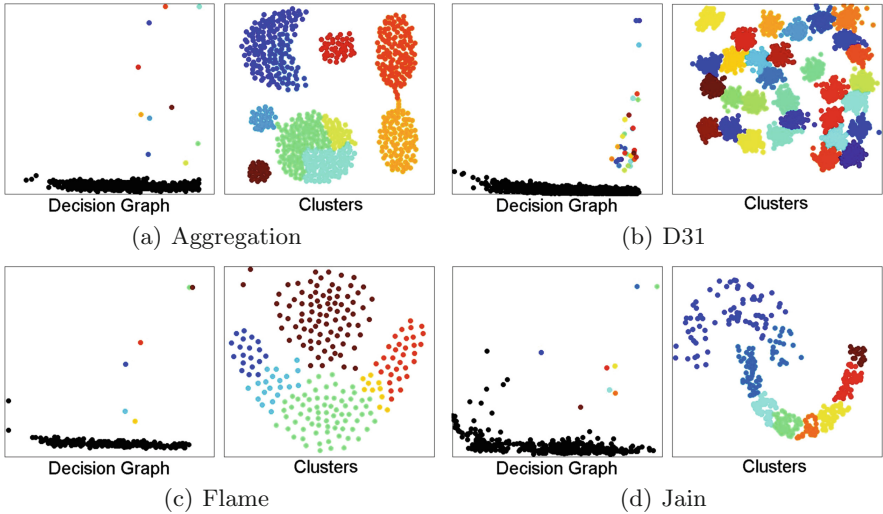 Decision Graph
Clusters
(a) Aggregation
Decision Graph
Clusters
(b) D31
Decision Graph
Clusters
(c) Flame
Decision Graph
Clusters
(d) Jain